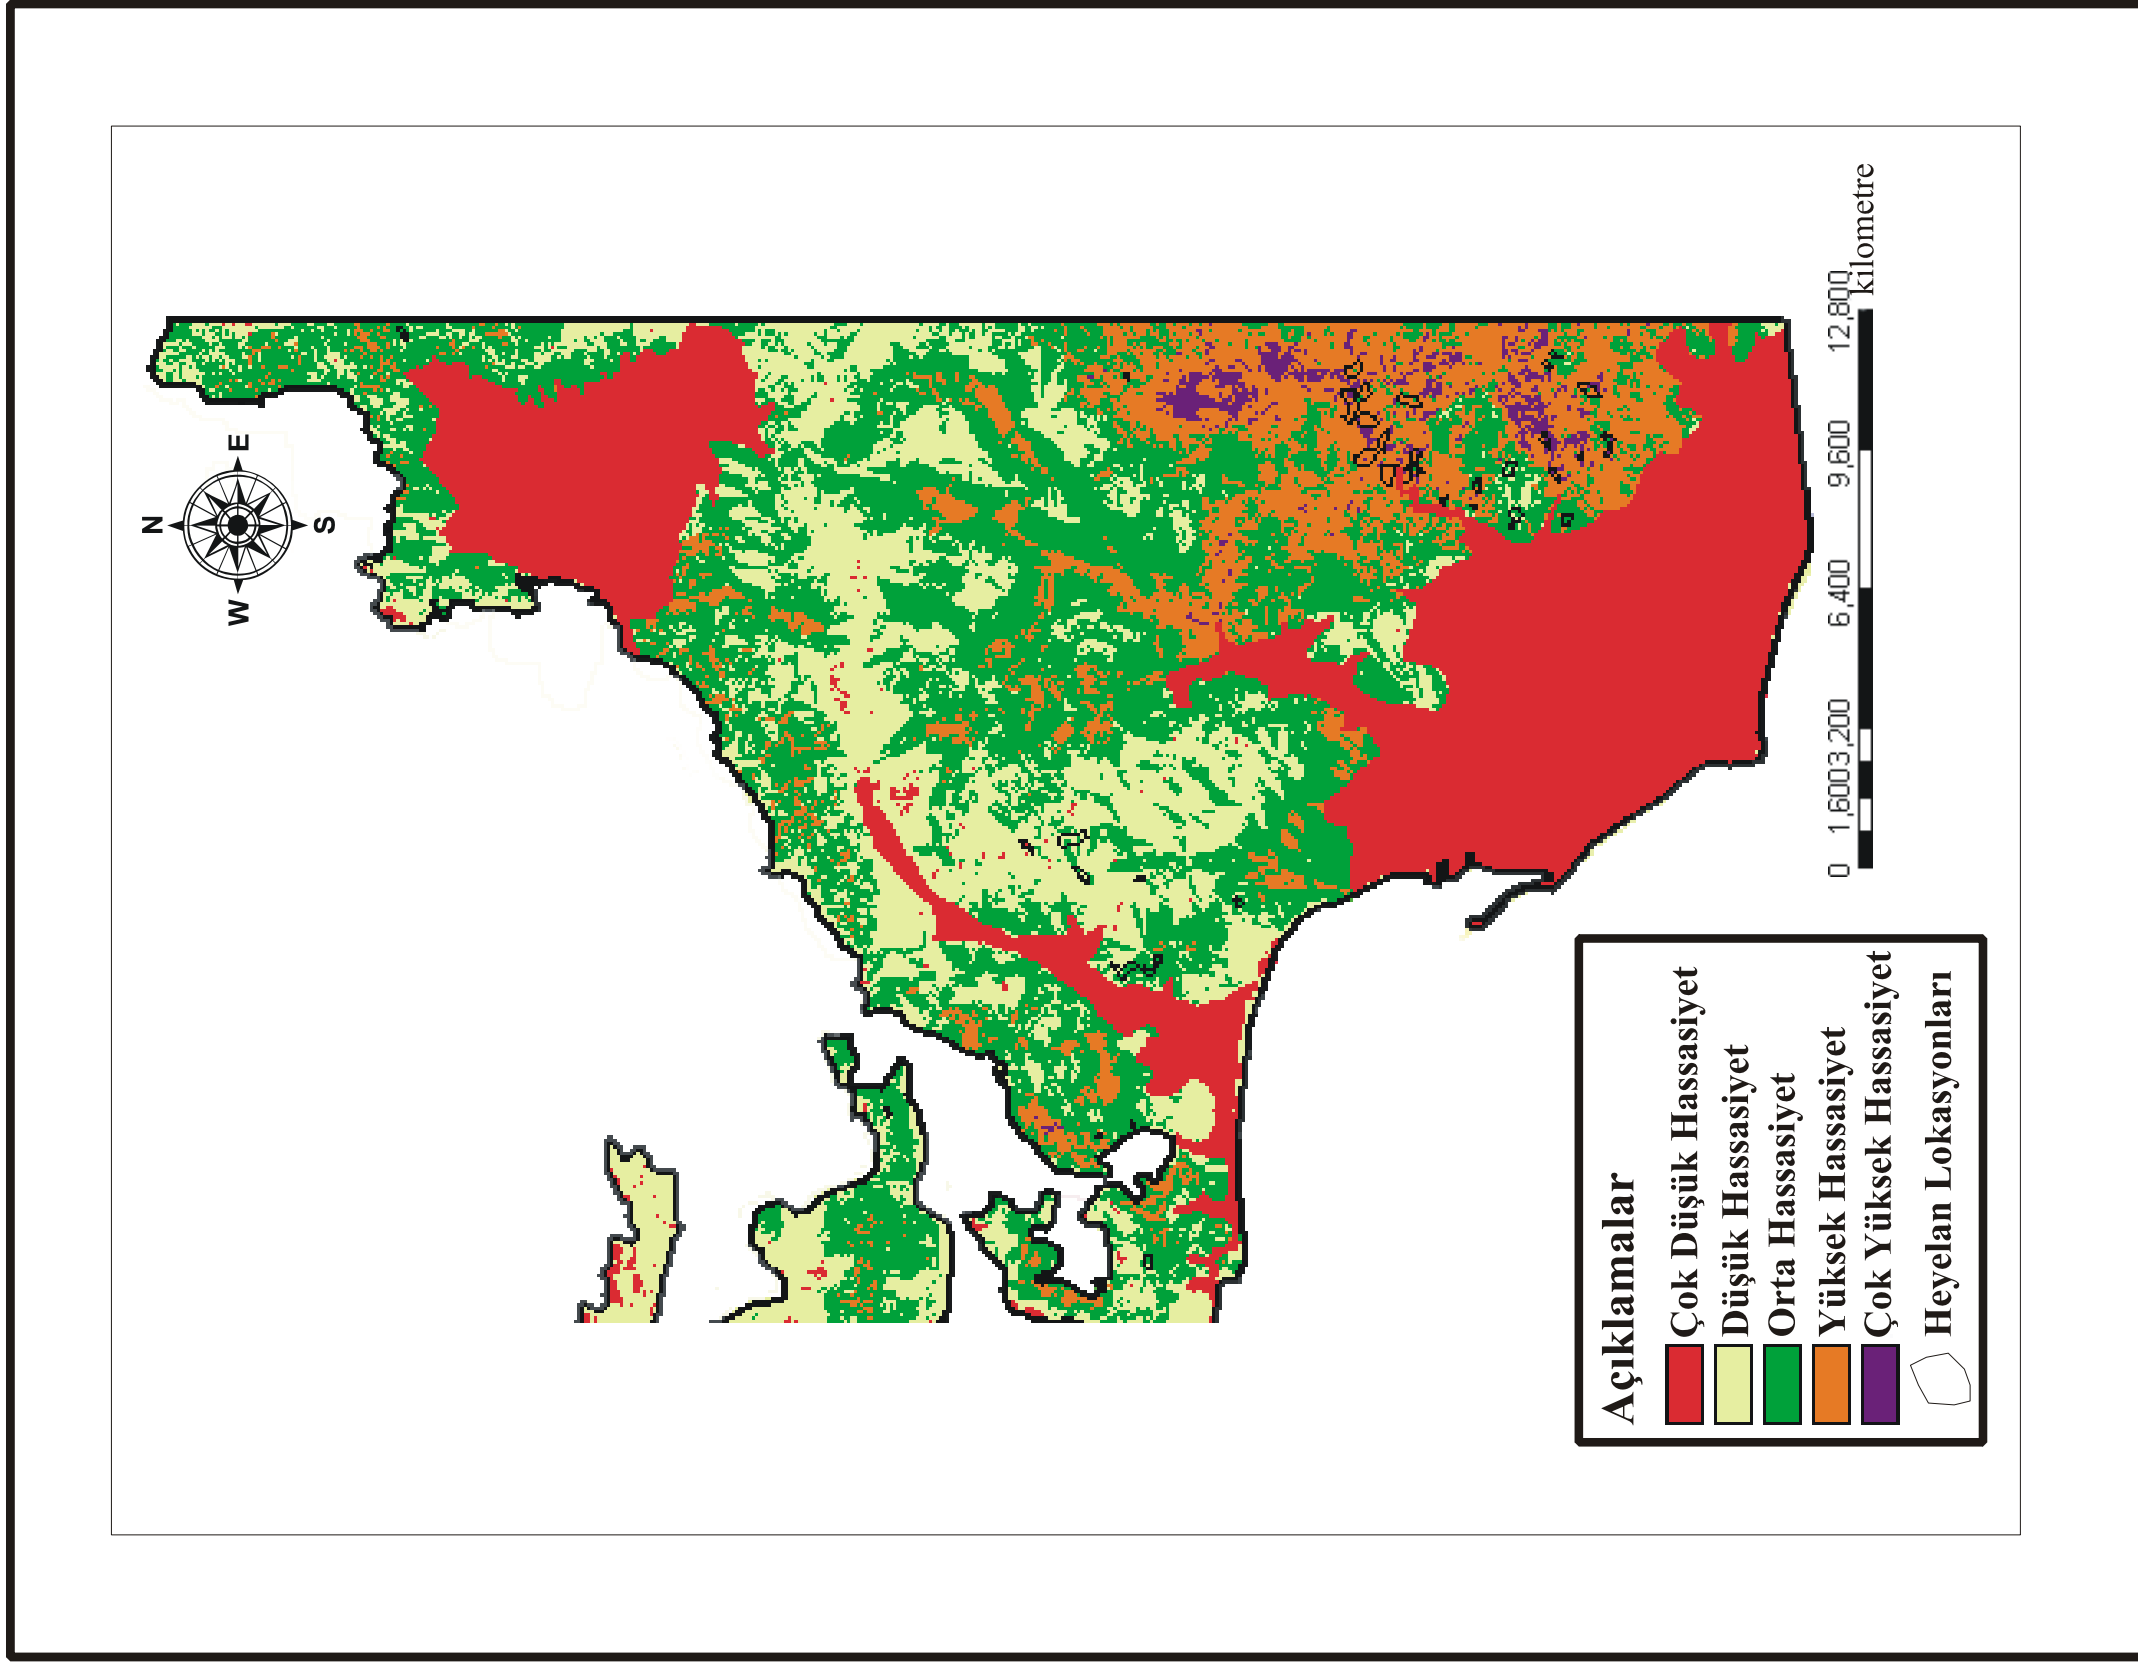 N
E
S
W
Açıklamalar
Çok Düşük Hassasiyet
Düşük Hassasiyet
Orta Hassasiyet
Yüksek Hassasiyet
Çok Yüksek Hassasiyet
Heyelan Lokasyonları
0 1,600 3,200 6,400 9,600 12,800
kilometre